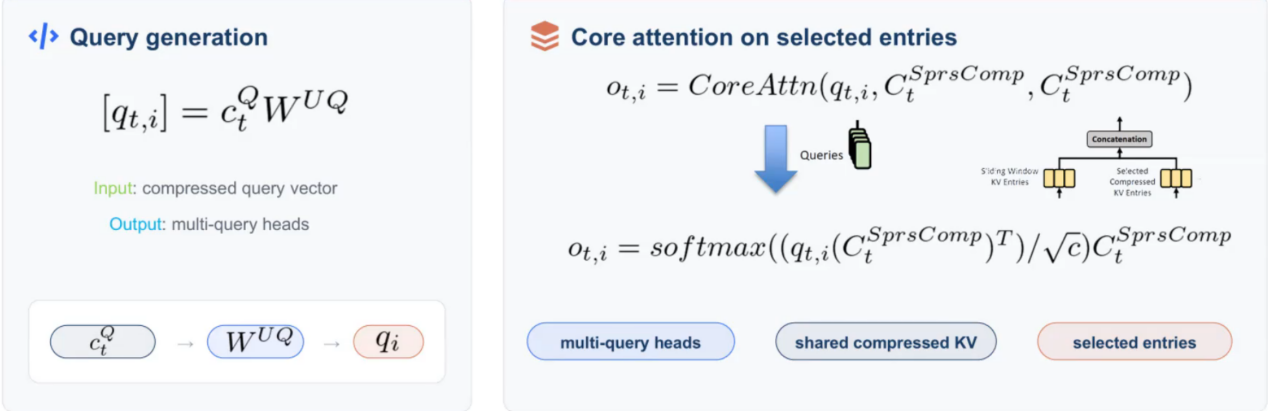 </> Query generation
[q_{t,i}] = c_t^Q W^{UQ}
Input: compressed query vector
Output: multi-query heads
c_t^Q → W^{UQ} → q_i
Core attention on selected entries
o_{t,i} = CoreAttn(q_{t,i}, C_t^{SprsComp}, C_t^{SprsComp})
Queries
Concatenation
Sliding Window
KV Entries
Selected
Compressed
KV Entries
o_{t,i} = softmax((q_{t,i}(C_t^{SprsComp})^T)/√c)C_t^{SprsComp}
multi-query heads
shared compressed KV
selected entries